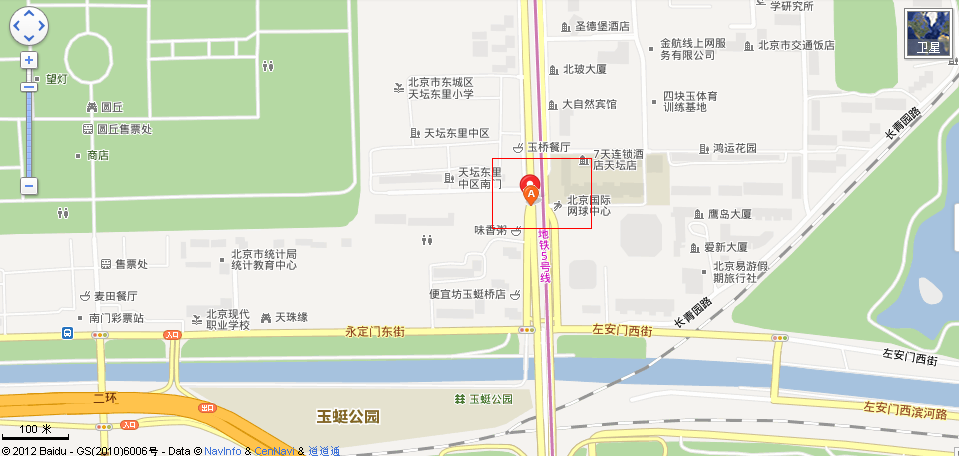 学研究所
圣德堡酒店
金航线上网服
务有限公司
北京市交通饭店
卫星
望灯
北玻大厦
北京市东城区
天坛东里小学
圆丘
大自然宾馆
四块玉体育
训练基地
圆丘售票处
天坛东里中区
长青园路
商店
玉桥餐厅
7天连锁酒
店天坛店
鸿运花园
天坛东里
中区南门
A
北京国际
网球中心
鹰岛大厦
味香粥
地铁5号线
爱新大厦
北京市统计局
统计教育中心
售票处
北京易游假
期旅行社
麦田餐厅
便宜坊玉蜓桥店
长青园路
南门彩票站
北京现代
职业学校
天珠缘
入口
永定门东街
左安门西街
左安门西街
二环
出口
玉蜓公园
玉蜓公园
左安门西滨河路
入口
入口
100 米
© 2012 Baidu - GS(2010)6006号 - Data © NavInfo & CenNavi & 道道通